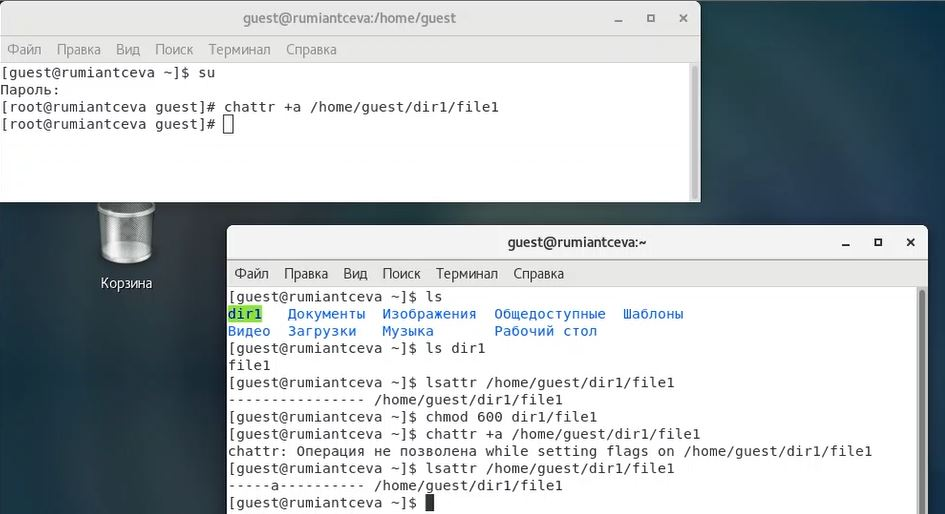 guest@rumiantceva:/home/guest
Файл Правка Вид Поиск Терминал Справка
[guest@rumiantceva ~]$ su
Пароль:
[root@rumiantceva guest]# chattr +a /home/guest/dir1/file1
[root@rumiantceva guest]#
Корзина
guest@rumiantceva:~
Файл Правка Вид Поиск Терминал Справка
[guest@rumiantceva ~]$ ls
dir1 Документы Изображения Общедоступные Шаблоны
Видео Загрузки Музыка Рабочий стол
[guest@rumiantceva ~]$ ls dir1
file1
[guest@rumiantceva ~]$ lsattr /home/guest/dir1/file1
---------------- /home/guest/dir1/file1
[guest@rumiantceva ~]$ chmod 600 dir1/file1
[guest@rumiantceva ~]$ chattr +a /home/guest/dir1/file1
chattr: Операция не позволена while setting flags on /home/guest/dir1/file1
[guest@rumiantceva ~]$ lsattr /home/guest/dir1/file1
-----a---------- /home/guest/dir1/file1
[guest@rumiantceva ~]$